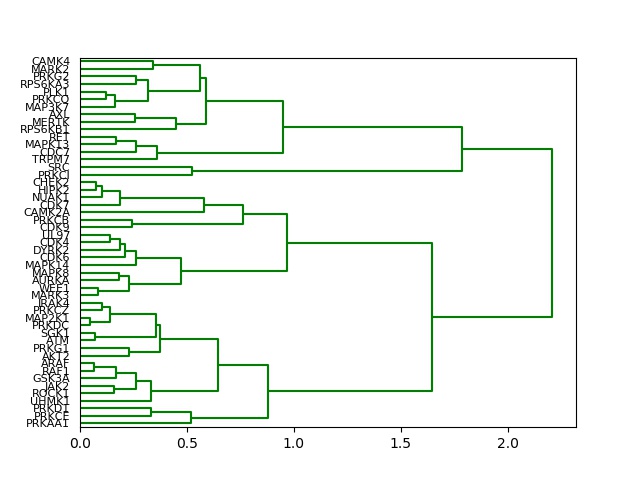 CAMK4
MARK2
PRKG2
RPS6KA3
PLK1
PRKCQ
MAP3K7
AXL
MERTK
RPS6KB1
RET
MAPK13
CDC7
TRPM7
SRC
PRKCI
CHEK2
HIPK2
NUAK1
CDK7
CAMK2A
PRKCB
CDK9
UL97
CDK4
DYRK2
CDK6
MAPK14
MAPK8
AURKA
WEE1
MARK3
IRAK4
PRKCZ
MAP2K1
PRKDC
SGK1
ATM
PRKG1
AKT2
ARAF
RAF1
GSK3A
JAK2
ROCK1
UHMK1
PRKD1
PRKCE
PRKAA1
0.0 0.5 1.0 1.5 2.0